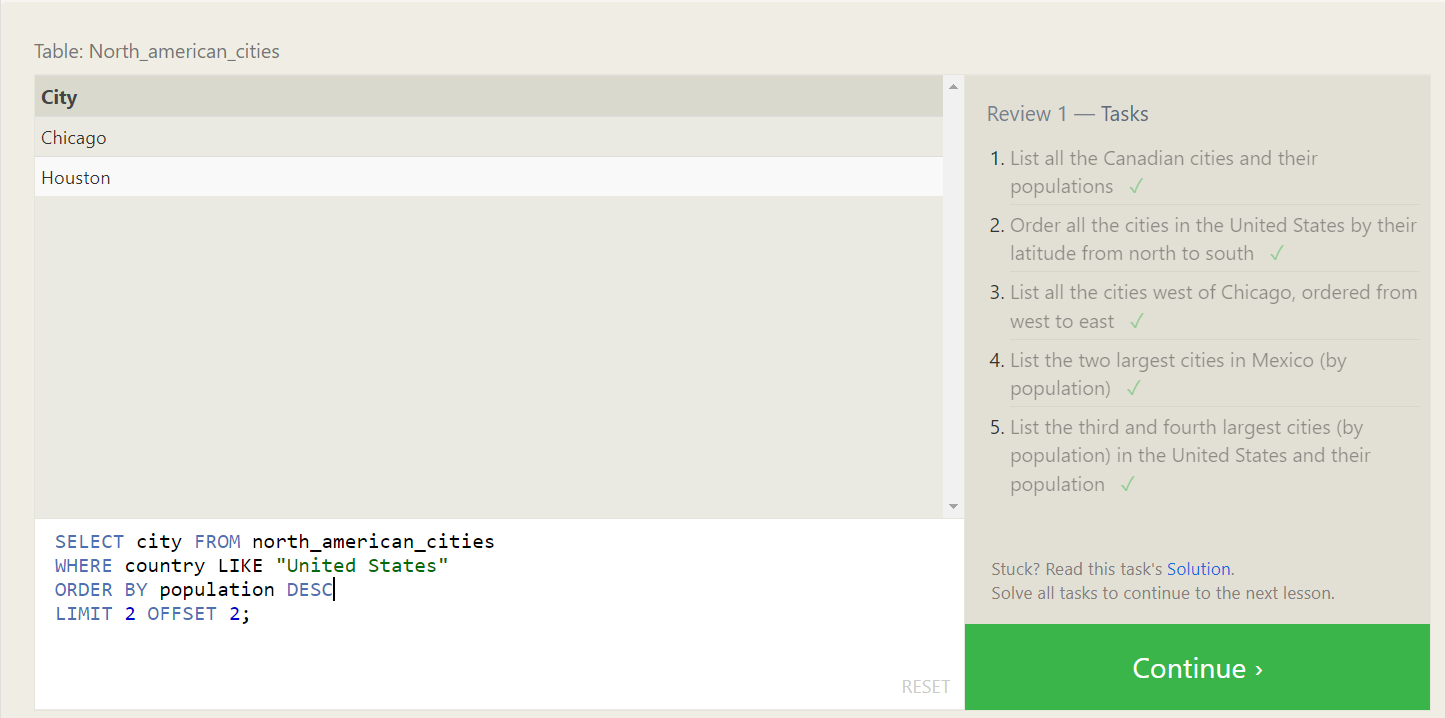 Table: North_american_cities
City
Chicago
Houston
SELECT city FROM north_american_cities
WHERE country LIKE "United States"
ORDER BY population DESC
LIMIT 2 OFFSET 2;
RESET
Review 1 — Tasks
1. List all the Canadian cities and their
populations ✓
2. Order all the cities in the United States by their
latitude from north to south ✓
3. List all the cities west of Chicago, ordered from
west to east ✓
4. List the two largest cities in Mexico (by
population) ✓
5. List the third and fourth largest cities (by
population) in the United States and their
population ✓
Stuck? Read this task's Solution.
Solve all tasks to continue to the next lesson.
Continue ›